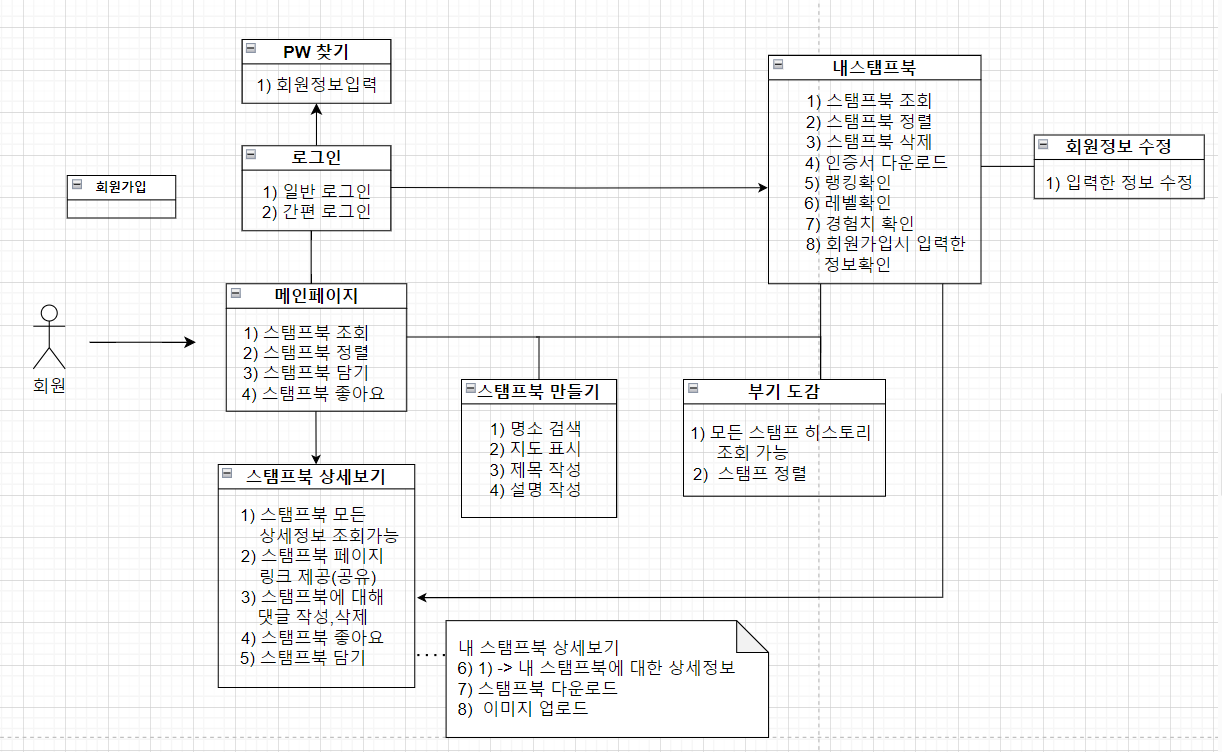 PW 찾기
1) 회원정보입력
로그인
1) 일반 로그인
2) 간편 로그인
회원가입
내스탬프북
1) 스탬프북 조회
2) 스탬프북 정렬
3) 스탬프북 삭제
4) 인증서 다운로드
5) 랭킹확인
6) 레벨확인
7) 경험치 확인
8) 회원가입시 입력한
정보확인
회원정보 수정
1) 입력한 정보 수정
회원
메인페이지
1) 스탬프북 조회
2) 스탬프북 정렬
3) 스탬프북 담기
4) 스탬프북 좋아요
스탬프북 만들기
1) 명소 검색
2) 지도 표시
3) 제목 작성
4) 설명 작성
부기 도감
1) 모든 스탬프 히스토리
조회 가능
2) 스탬프 정렬
스탬프북 상세보기
1) 스탬프북 모든
상세정보 조회가능
2) 스탬프북 페이지
링크 제공(공유)
3) 스탬프북에 대해
댓글 작성,삭제
4) 스탬프북 좋아요
5) 스탬프북 담기
내 스탬프북 상세보기
6) 1) -> 내 스탬프북에 대한 상세정보
7) 스탬프북 다운로드
8) 이미지 업로드